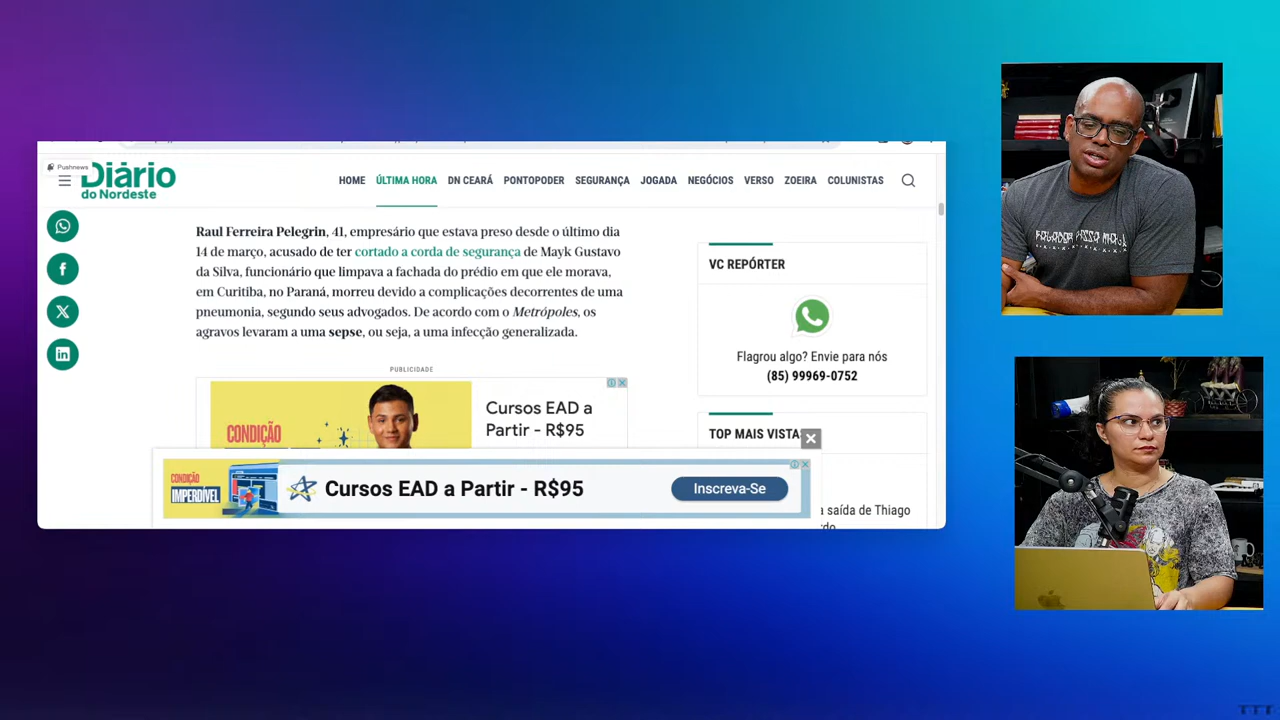 Pushnews
Diário
do Nordeste
HOME ÚLTIMA HORA DN CEARÁ PONTOPODER SEGURANÇA JOGADA NEGÓCIOS VERSO ZOEIRA COLUNISTAS
Raul Ferreira Pelegrin, 41, empresário que estava preso desde o último dia
14 de março, acusado de ter cortado a corda de segurança de Mayk Gustavo
da Silva, funcionário que limpava a fachada do prédio em que ele morava,
em Curitiba, no Paraná, morreu devido a complicações decorrentes de uma
pneumonia, segundo seus advogados. De acordo com o Metrópoles, os
agravos levaram a uma sepse, ou seja, a uma infecção generalizada.
PUBLICIDADE
CONDIÇÃO
Cursos EAD a
Partir - R$95
CONDIÇÃO
IMPERDÍVEL
Cursos EAD a Partir - R$95
Inscreva-Se
VC REPÓRTER
Flagrou algo? Envie para nós
(85) 99969-0752
TOP MAIS VISTA
a saída de Thiago
rdo
TTT